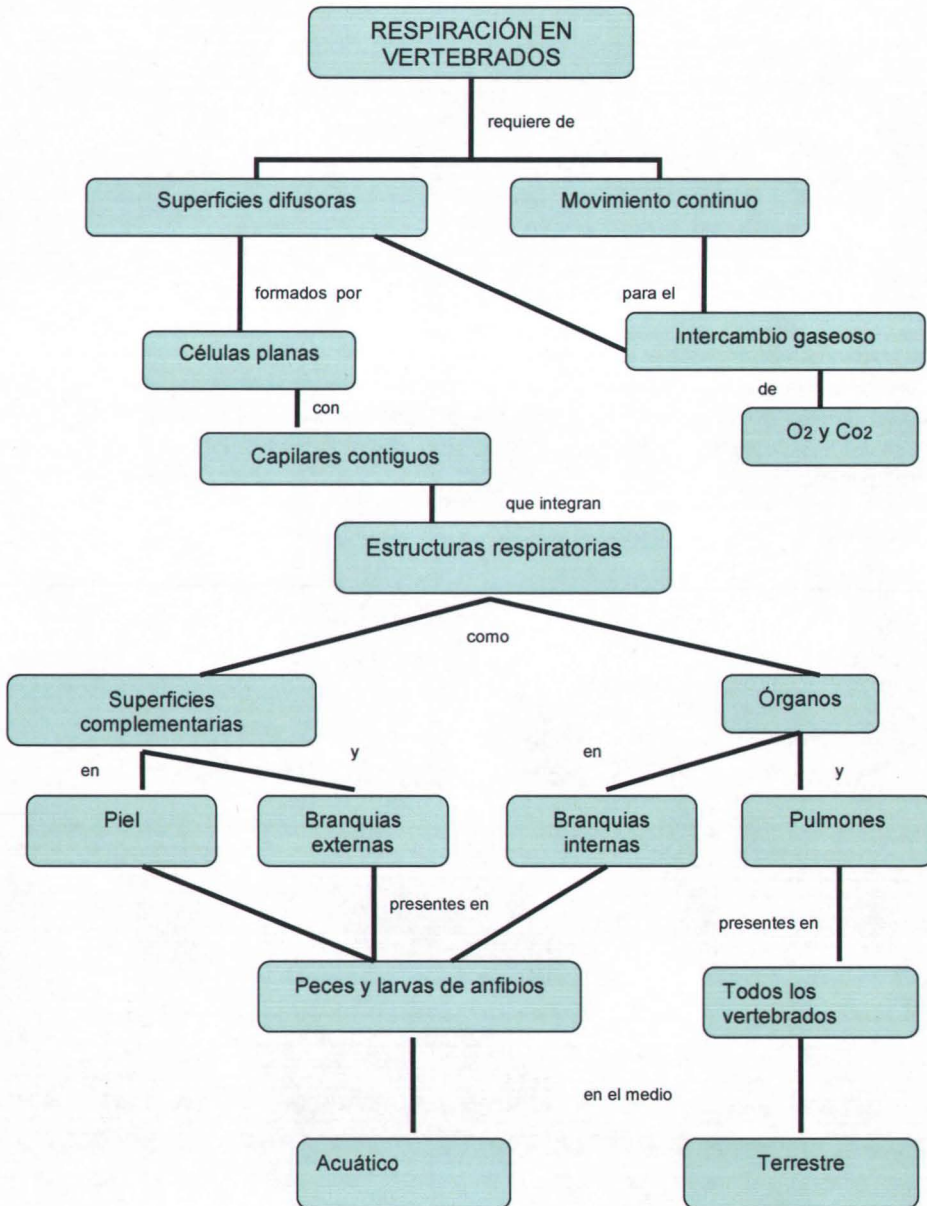 RESPIRACIÓN EN
VERTEBRADOS
requiere de
Superficies difusoras
Movimiento continuo
formados por
para el
Células planas
Intercambio gaseoso
con
de
Capilares contiguos
O2 y Co2
que integran
Estructuras respiratorias
como
Superficies
complementarias
Órganos
en
y
en
y
Piel
Branquias
externas
Branquias
internas
Pulmones
presentes en
presentes en
Peces y larvas de anfibios
Todos los
vertebrados
en el medio
Acuático
Terrestre